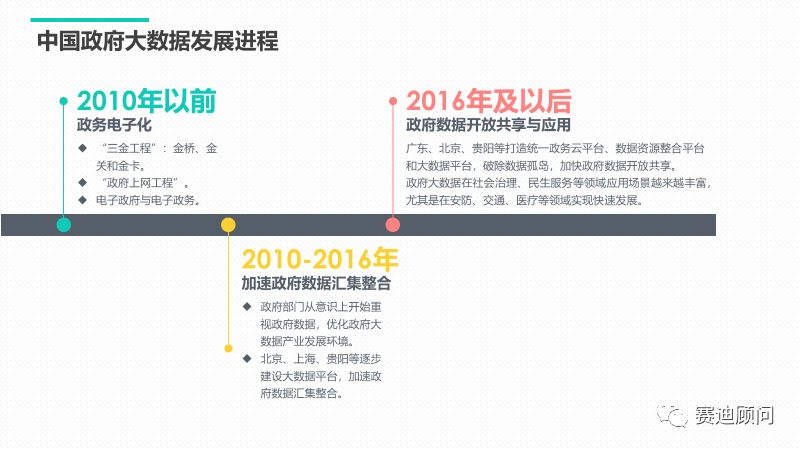 中国政府大数据发展进程
2010年以前
政务电子化
◆ “三金工程”：金桥、金
关和金卡。
◆ “政府上网工程”。
◆ 电子政府与电子政务。
2016年及以后
政府数据开放共享与应用
广东、北京、贵阳等打造统一政务云平台、数据资源整合平台
和大数据平台，破除数据孤岛，加快政府数据开放共享。
政府大数据在社会治理、民生服务等领域应用场景越来越丰富，
尤其是在安防、交通、医疗等领域实现快速发展。
2010-2016年
加速政府数据汇集整合
◆ 政府部门从意识上开始重
视政府数据，优化政府大
数据产业发展环境。
◆ 北京、上海、贵阳等逐步
建设大数据平台，加速政
府数据汇集整合。
赛迪顾问